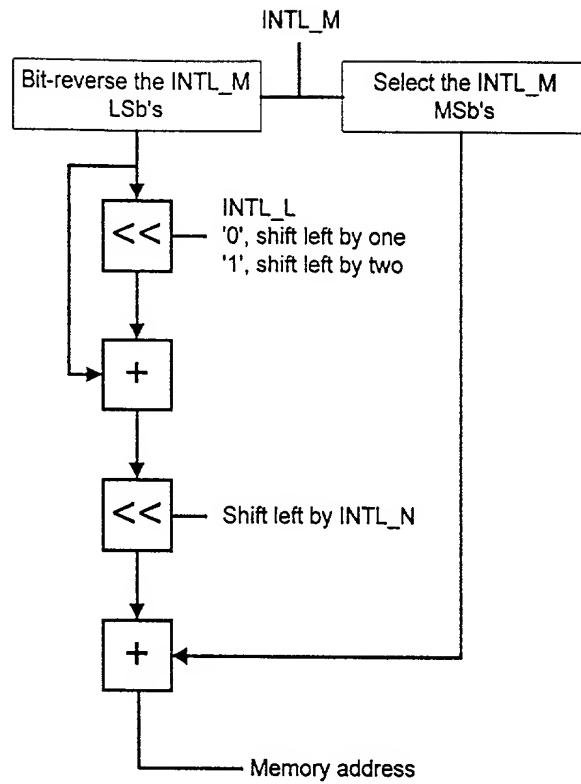 INTL_M
Bit-reverse the INTL_M
LSb's
Select the INTL_M
MSb's
<<
INTL_L
'0', shift left by one
'1', shift left by two
+
<<
Shift left by INTL_N
+
Memory address